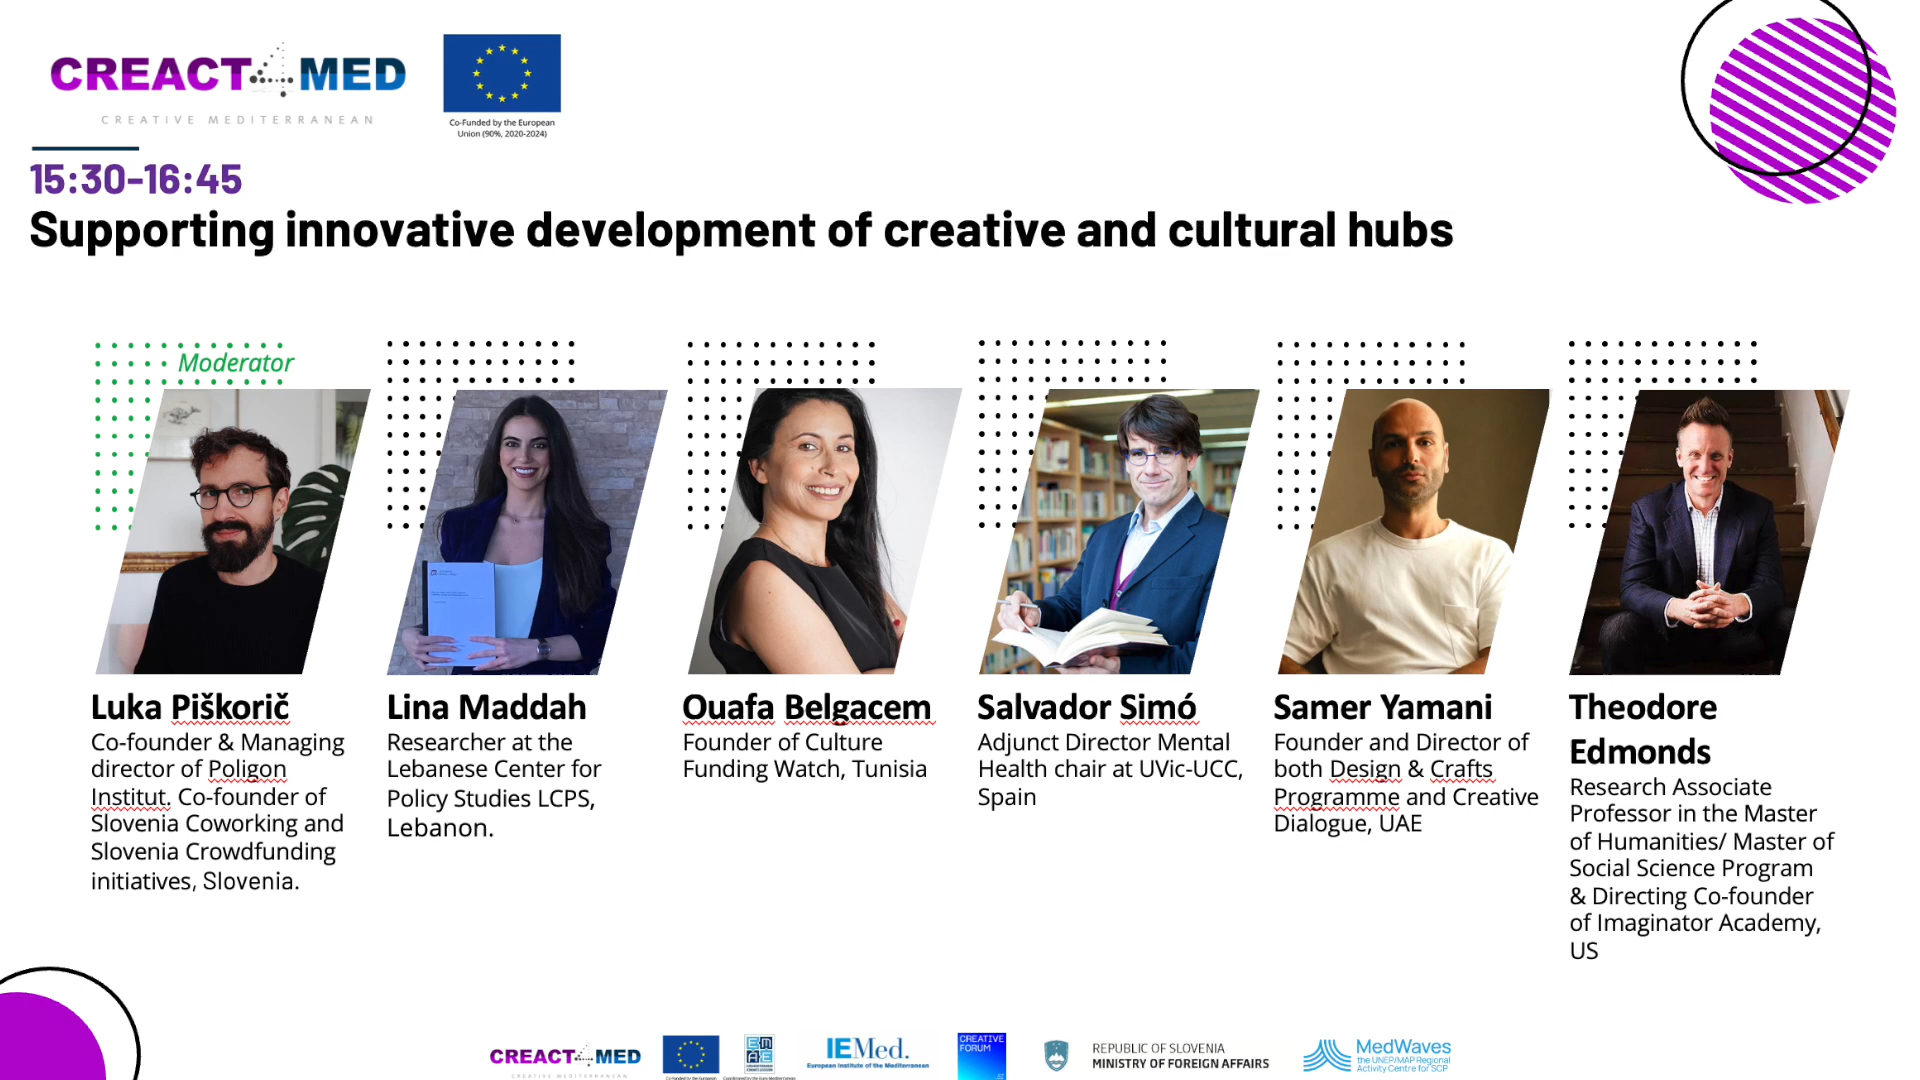 CREACT4MED
CREATIVE MEDITERRANEAN
Co-Funded by the European
Union (90%, 2020-2024)
15:30-16:45
Supporting innovative development of creative and cultural hubs
Moderator
Luka Piškorič
Co-founder & Managing
director of Poligon
Institut. Co-founder of
Slovenia Coworking and
Slovenia Crowdfunding
initiatives, Slovenia.
Lina Maddah
Researcher at the
Lebanese Center for
Policy Studies LCPS,
Lebanon.
Ouafa Belgacem
Founder of Culture
Funding Watch, Tunisia
Salvador Simó
Adjunct Director Mental
Health chair at UVic-UCC,
Spain
Samer Yamani
Founder and Director of
both Design & Crafts
Programme and Creative
Dialogue, UAE
Theodore
Edmonds
Research Associate
Professor in the Master
of Humanities/ Master of
Social Science Program
& Directing Co-founder
of Imaginator Academy,
US
CREACT4MED
CREATIVE MEDITERRANEAN
EMAE
IEMed.
European Institute of the Mediterranean
CREATIVE
FORUM
REPUBLIC OF SLOVENIA
MINISTRY OF FOREIGN AFFAIRS
MedWaves
the UNEP/MAP Regional
Activity Centre for SCP